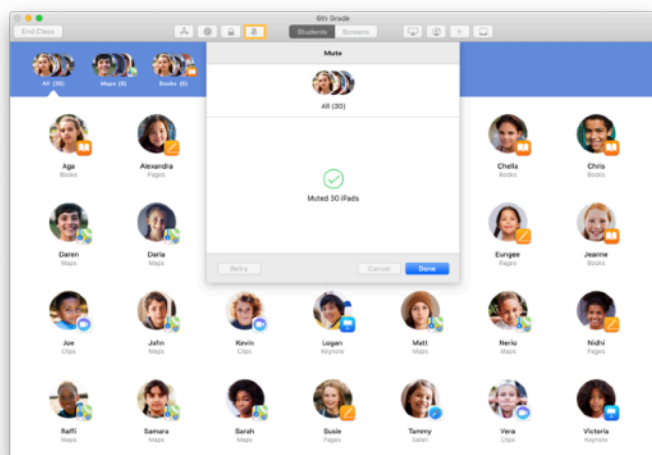 6th Grade
End Class
Students Screens
Mute
All (30) Maps (8) Books (6)
All (30)
Aga Alexandra Chella Chris
Books Pages Books Books
Muted 30 iPads
Daren Daria Eungee Jeanne
Maps Maps Pages Books
Retry Cancel Done
Joe John Kevin Logan Matt Nerio Nidhi
Clips Maps Clips Keynote Maps Maps Pages
Raffi Samara Sarah Susie Tammy Vera Victoria
Maps Maps Maps Pages Safari Clips Keynote